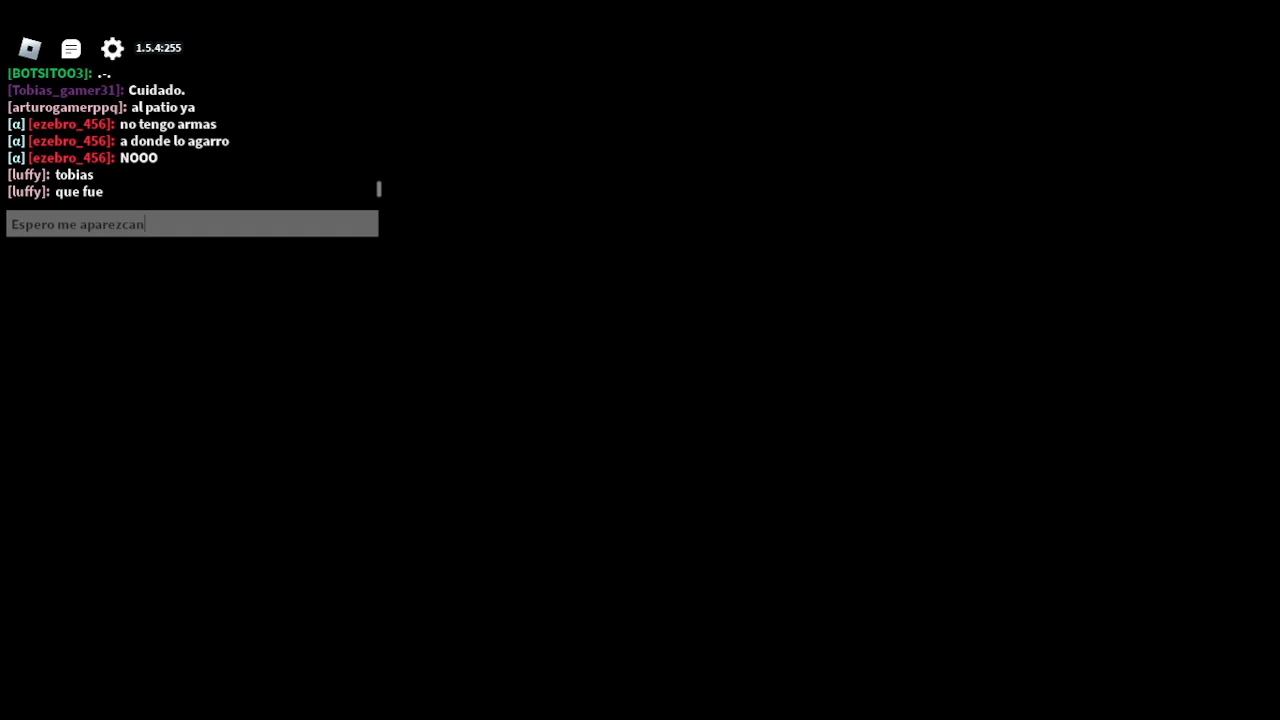 1.5.4:255
[BOTSITOO3]: .-.
[Tobias_gamer31]: Cuidado.
[arturogamerppq]: al patio ya
[α] [ezebro_456]: no tengo armas
[α] [ezebro_456]: a donde lo agarro
[α] [ezebro_456]: NOOO
[luffy]: tobias
[luffy]: que fue
Espero me aparezcan